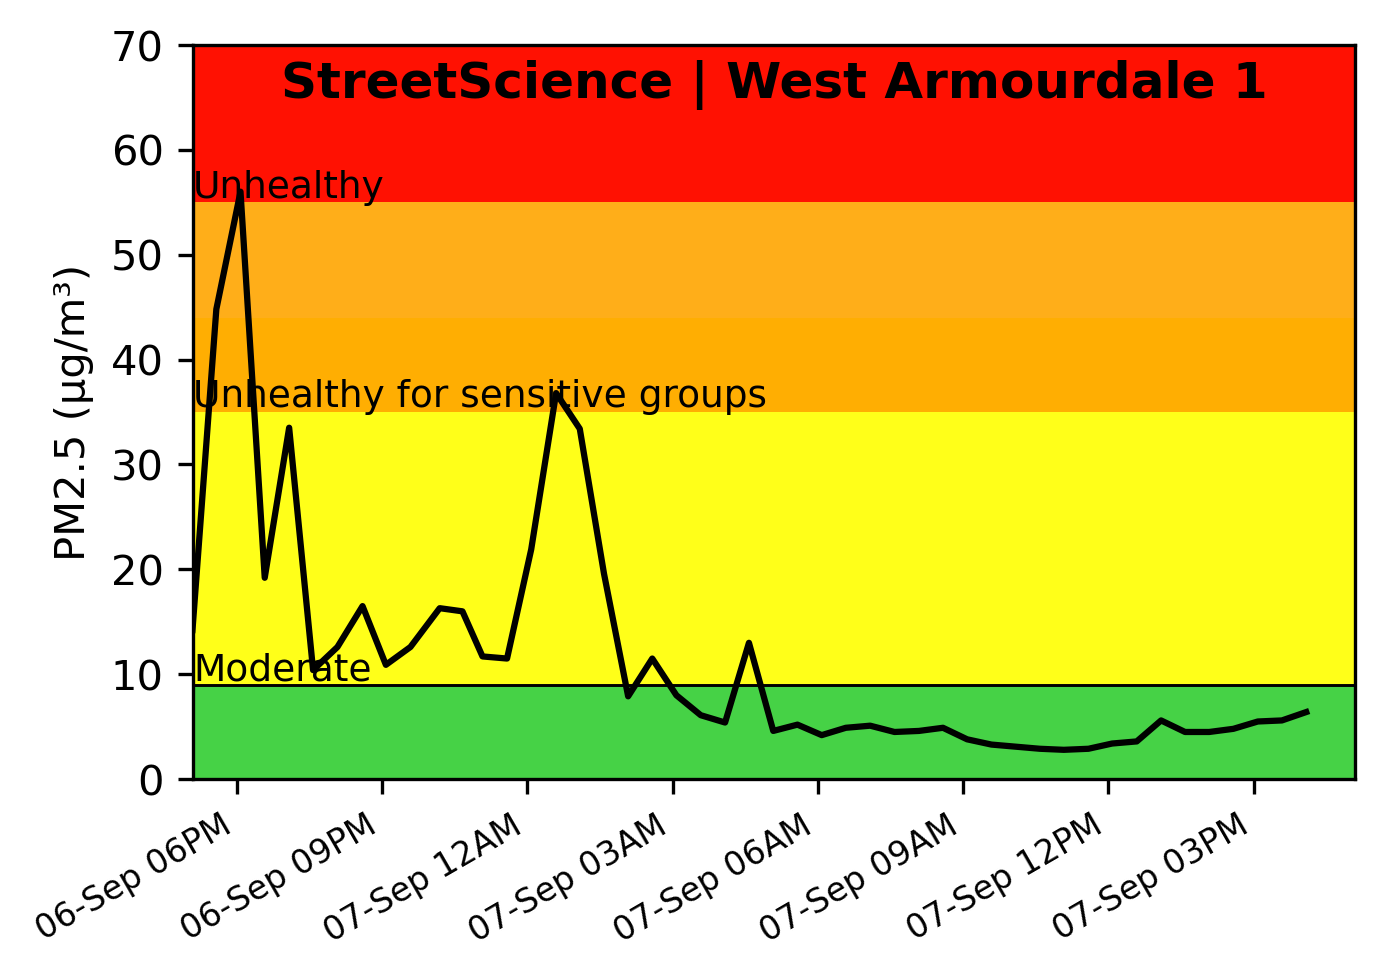 StreetScience | West Armourdale 1
70
60
Unhealthy
50
40
Unhealthy for sensitive groups
30
20
10
Moderate
0
PM2.5 (µg/m³)
06-Sep 06PM
06-Sep 09PM
07-Sep 12AM
07-Sep 03AM
07-Sep 06AM
07-Sep 09AM
07-Sep 12PM
07-Sep 03PM